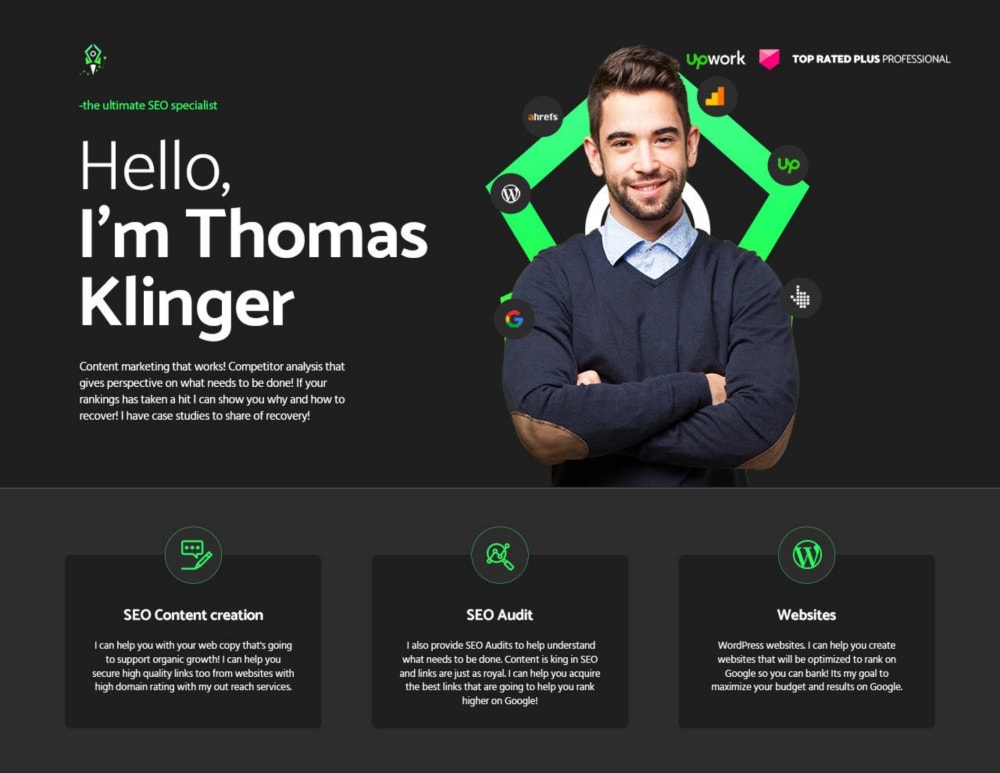 upwork
TOP RATED PLUS PROFESSIONAL
-the ultimate SEO specialist
ahrefs
up
Hello,
I'm Thomas
Klinger
Content marketing that works! Competitor analysis that
gives perspective on what needs to be done! If your
rankings has taken a hit I can show you why and how to
recover! I have case studies to share of recovery!
SEO Content creation
I can help you with your web copy that's going
to support organic growth! I can help you
secure high quality links too from websites with
high domain rating with my out reach services.
SEO Audit
I also provide SEO Audits to help understand
what needs to be done. Content is king in SEO
and links are just as royal. I can help you acquire
the best links that are going to help you rank
higher on Google!
Websites
WordPress websites. I can help you create
websites that will be optimized to rank on
Google so you can bank! Its my goal to
maximize your budget and results on Google.